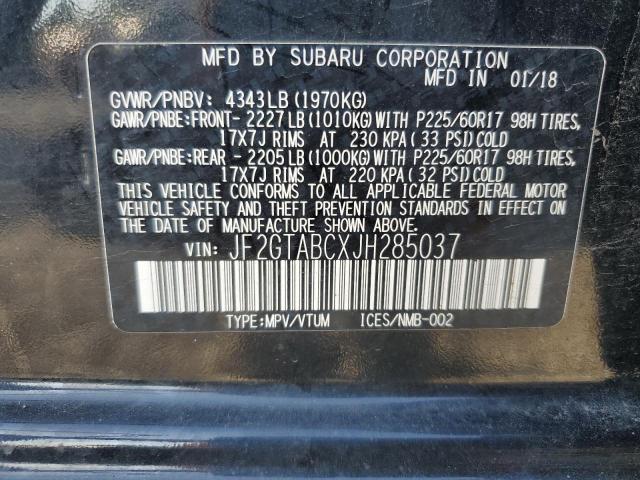 MFD BY SUBARU CORPORATION
MFD IN 01/18
GVWR/PNBV: 4343LB (1970KG)
GAWR/PNBE:FRONT- 2227 LB (1010KG) WITH P225/60R17 98H TIRES,
17X7J RIMS AT 230 KPA (33 PSI) COLD
GAWR/PNBE:REAR - 2205 LB (1000KG) WITH P225/60R17 98H TIRES,
17X7J RIMS AT 220 KPA (32 PSI) COLD
THIS VEHICLE CONFORMS TO ALL APPLICABLE FEDERAL MOTOR
VEHICLE SAFETY AND THEFT PREVENTION STANDARDS IN EFFECT ON
THE DATE OF MANUFACTURE SHOWN ABOVE.
VIN: JF2GTABCXJH285037
TYPE:MPV/VTUM ICES/NMB-002